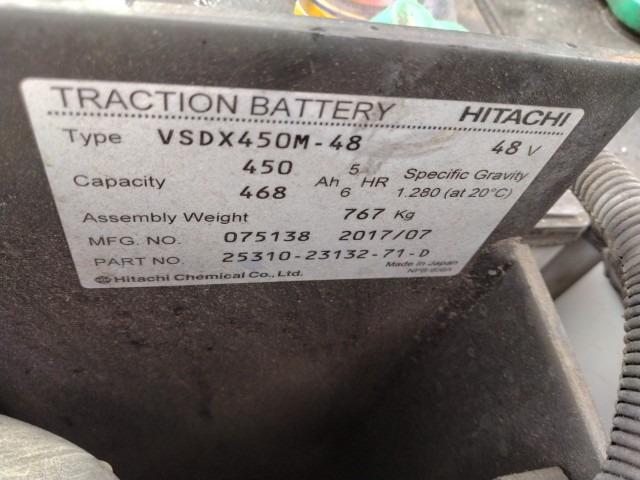 TRACTION BATTERY HITACHI
Type VSDX450M-48 48 V
Capacity 450 Ah 5 HR Specific Gravity
468 6 1.280 (at 20°C)
Assembly Weight 767 Kg
MFG. NO. 075138 2017/07
PART NO. 25310-23132-71-D Made in Japan
Hitachi Chemical Co., Ltd.